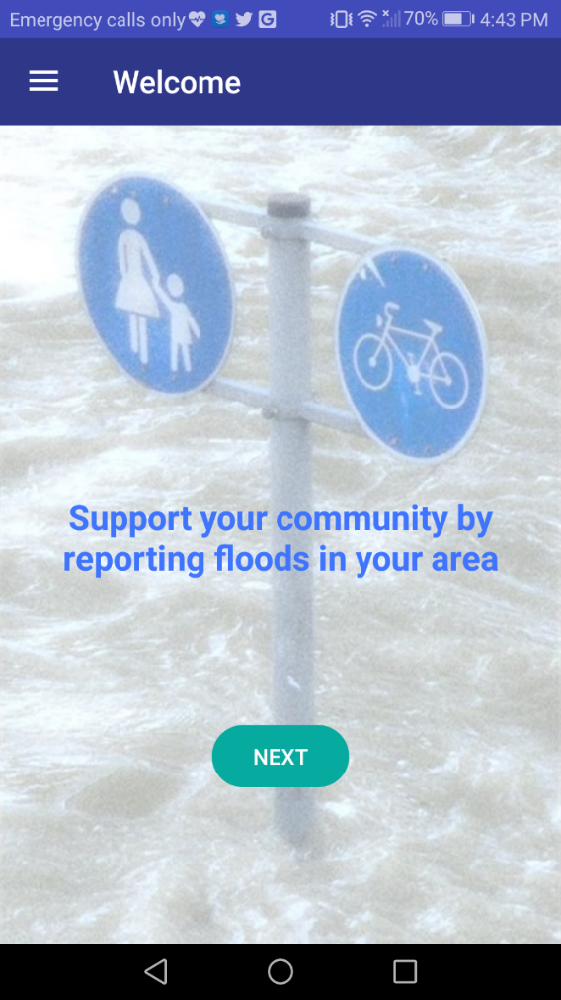 Emergency calls only 70% 4:43 PM
Welcome
Support your community by
reporting floods in your area
NEXT